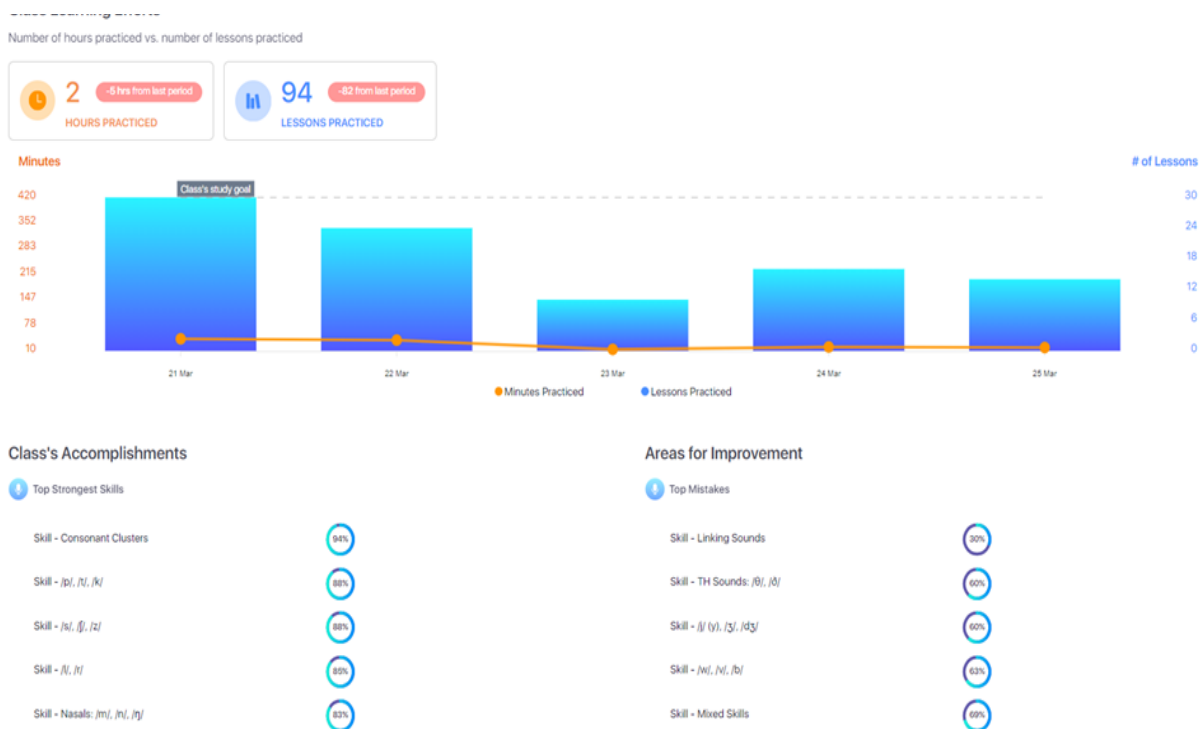 Class Learning Efforts
Number of hours practiced vs. number of lessons practiced
2 -5 hrs from last period
HOURS PRACTICED
94 -82 from last period
LESSONS PRACTICED
Minutes
# of Lessons
Class's study goal
420
352
283
215
147
78
10
30
24
18
12
6
0
21 Mar 22 Mar 23 Mar 24 Mar 25 Mar
Minutes Practiced Lessons Practiced
Class's Accomplishments
Top Strongest Skills
Skill - Consonant Clusters 94%
Skill - /p/, /t/, /k/ 88%
Skill - /s/, /ʃ/, /z/ 88%
Skill - /l/, /r/ 85%
Skill - Nasals: /m/, /n/, /ŋ/ 83%
Areas for Improvement
Top Mistakes
Skill - Linking Sounds 30%
Skill - TH Sounds: /θ/, /ð/ 60%
Skill - /j/ (y), /ʒ/, /dʒ/ 60%
Skill - /w/, /v/, /b/ 63%
Skill - Mixed Skills 69%